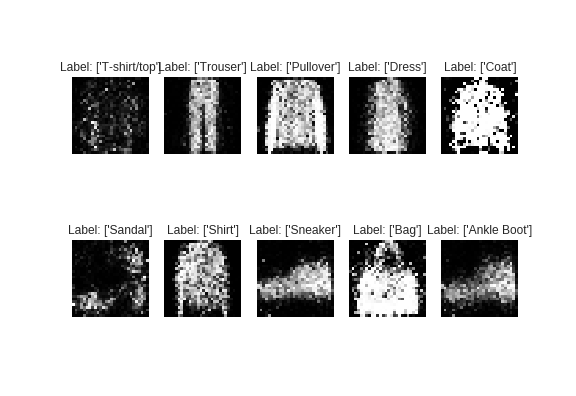 Label: ['T-shirt/top'] Label: ['Trouser'] Label: ['Pullover'] Label: ['Dress'] Label: ['Coat']
Label: ['Sandal'] Label: ['Shirt'] Label: ['Sneaker'] Label: ['Bag'] Label: ['Ankle Boot']